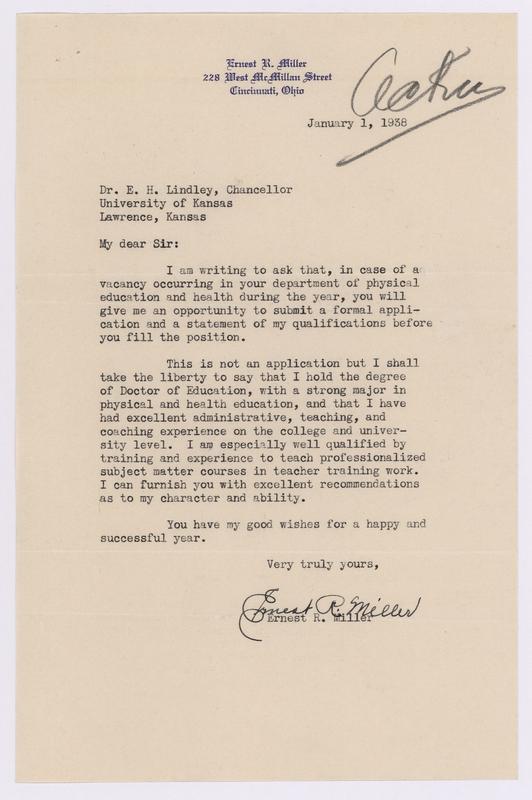 Ernest R. Miller
228 West McMillan Street
Cincinnati, Ohio
January 1, 1938
Dr. E. H. Lindley, Chancellor
University of Kansas
Lawrence, Kansas
My dear Sir:
I am writing to ask that, in case of a
vacancy occurring in your department of physical
education and health during the year, you will
give me an opportunity to submit a formal appli-
cation and a statement of my qualifications before
you fill the position.
This is not an application but I shall
take the liberty to say that I hold the degree
of Doctor of Education, with a strong major in
physical and health education, and that I have
had excellent administrative, teaching, and
coaching experience on the college and univer-
sity level. I am especially well qualified by
training and experience to teach professionalized
subject matter courses in teacher training work.
I can furnish you with excellent recommendations
as to my character and ability.
You have my good wishes for a happy and
successful year.
Very truly yours,
Ernest R. Miller
Ernest R. Miller